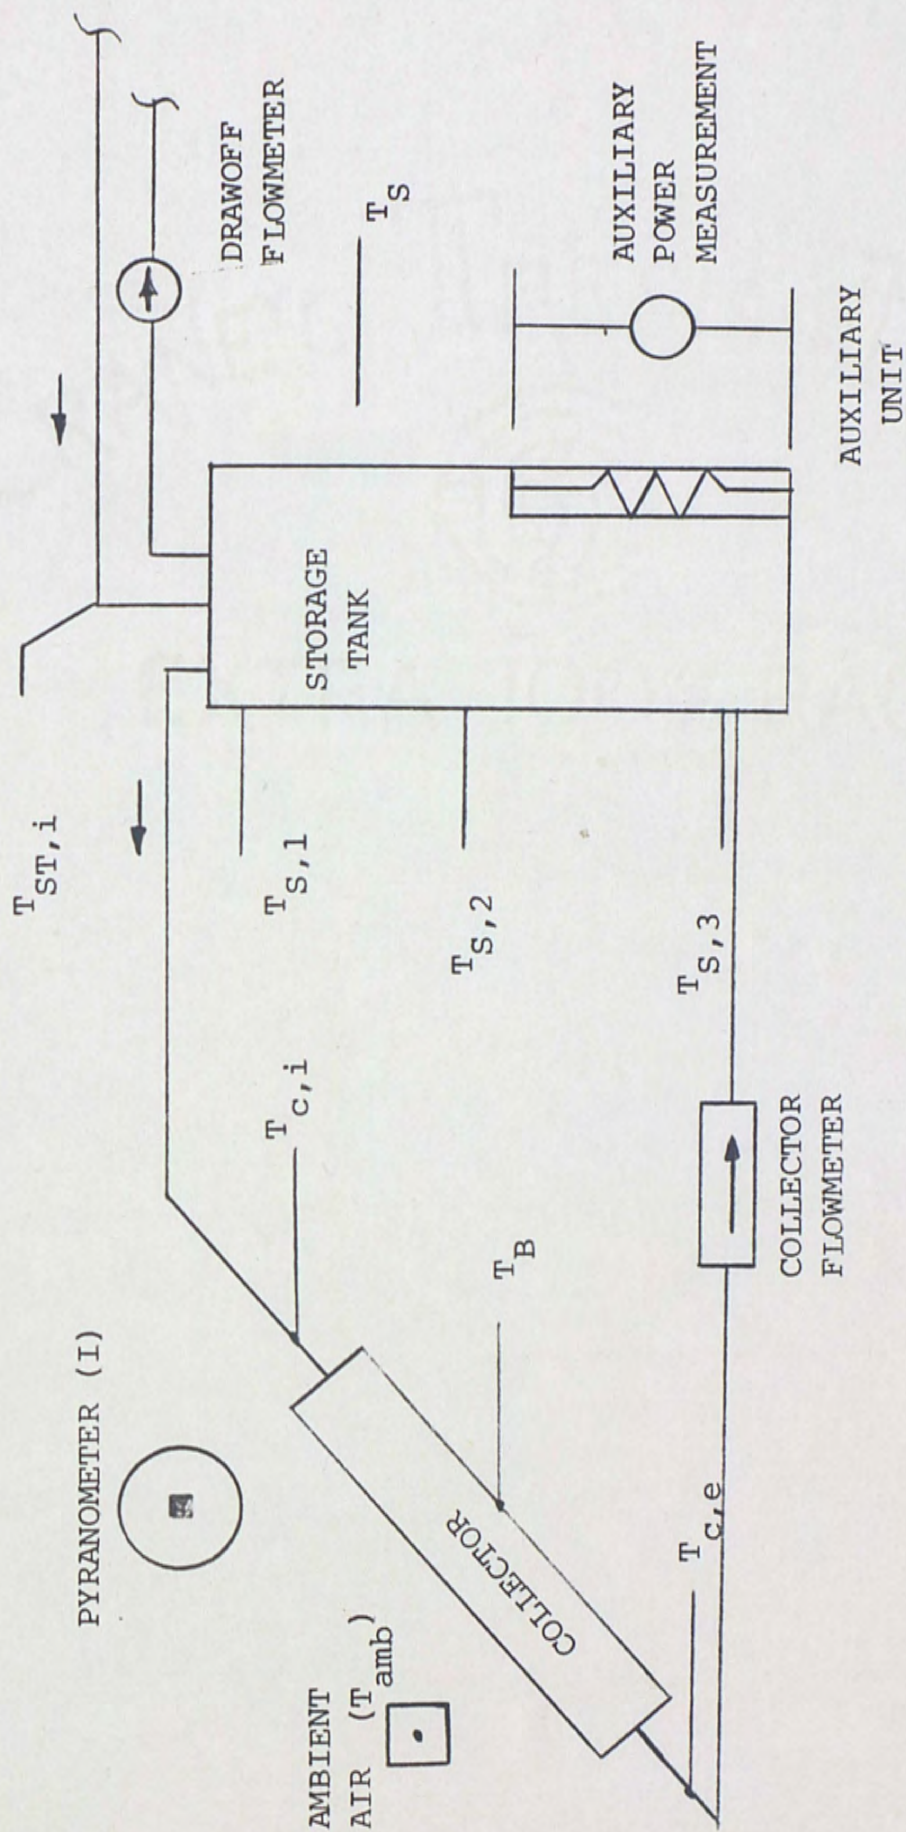 PYRANOMETER (I)
AMBIENT
AIR (T_amb)
COLLECTOR
T_c,e
T_B
T_c,i
COLLECTOR
FLOWMETER
T_ST,i
T_S,1
T_S,2
T_S,3
STORAGE
TANK
DRAWOFF
FLOWMETER
T_S
AUXILIARY
POWER
MEASUREMENT
AUXILIARY
UNIT